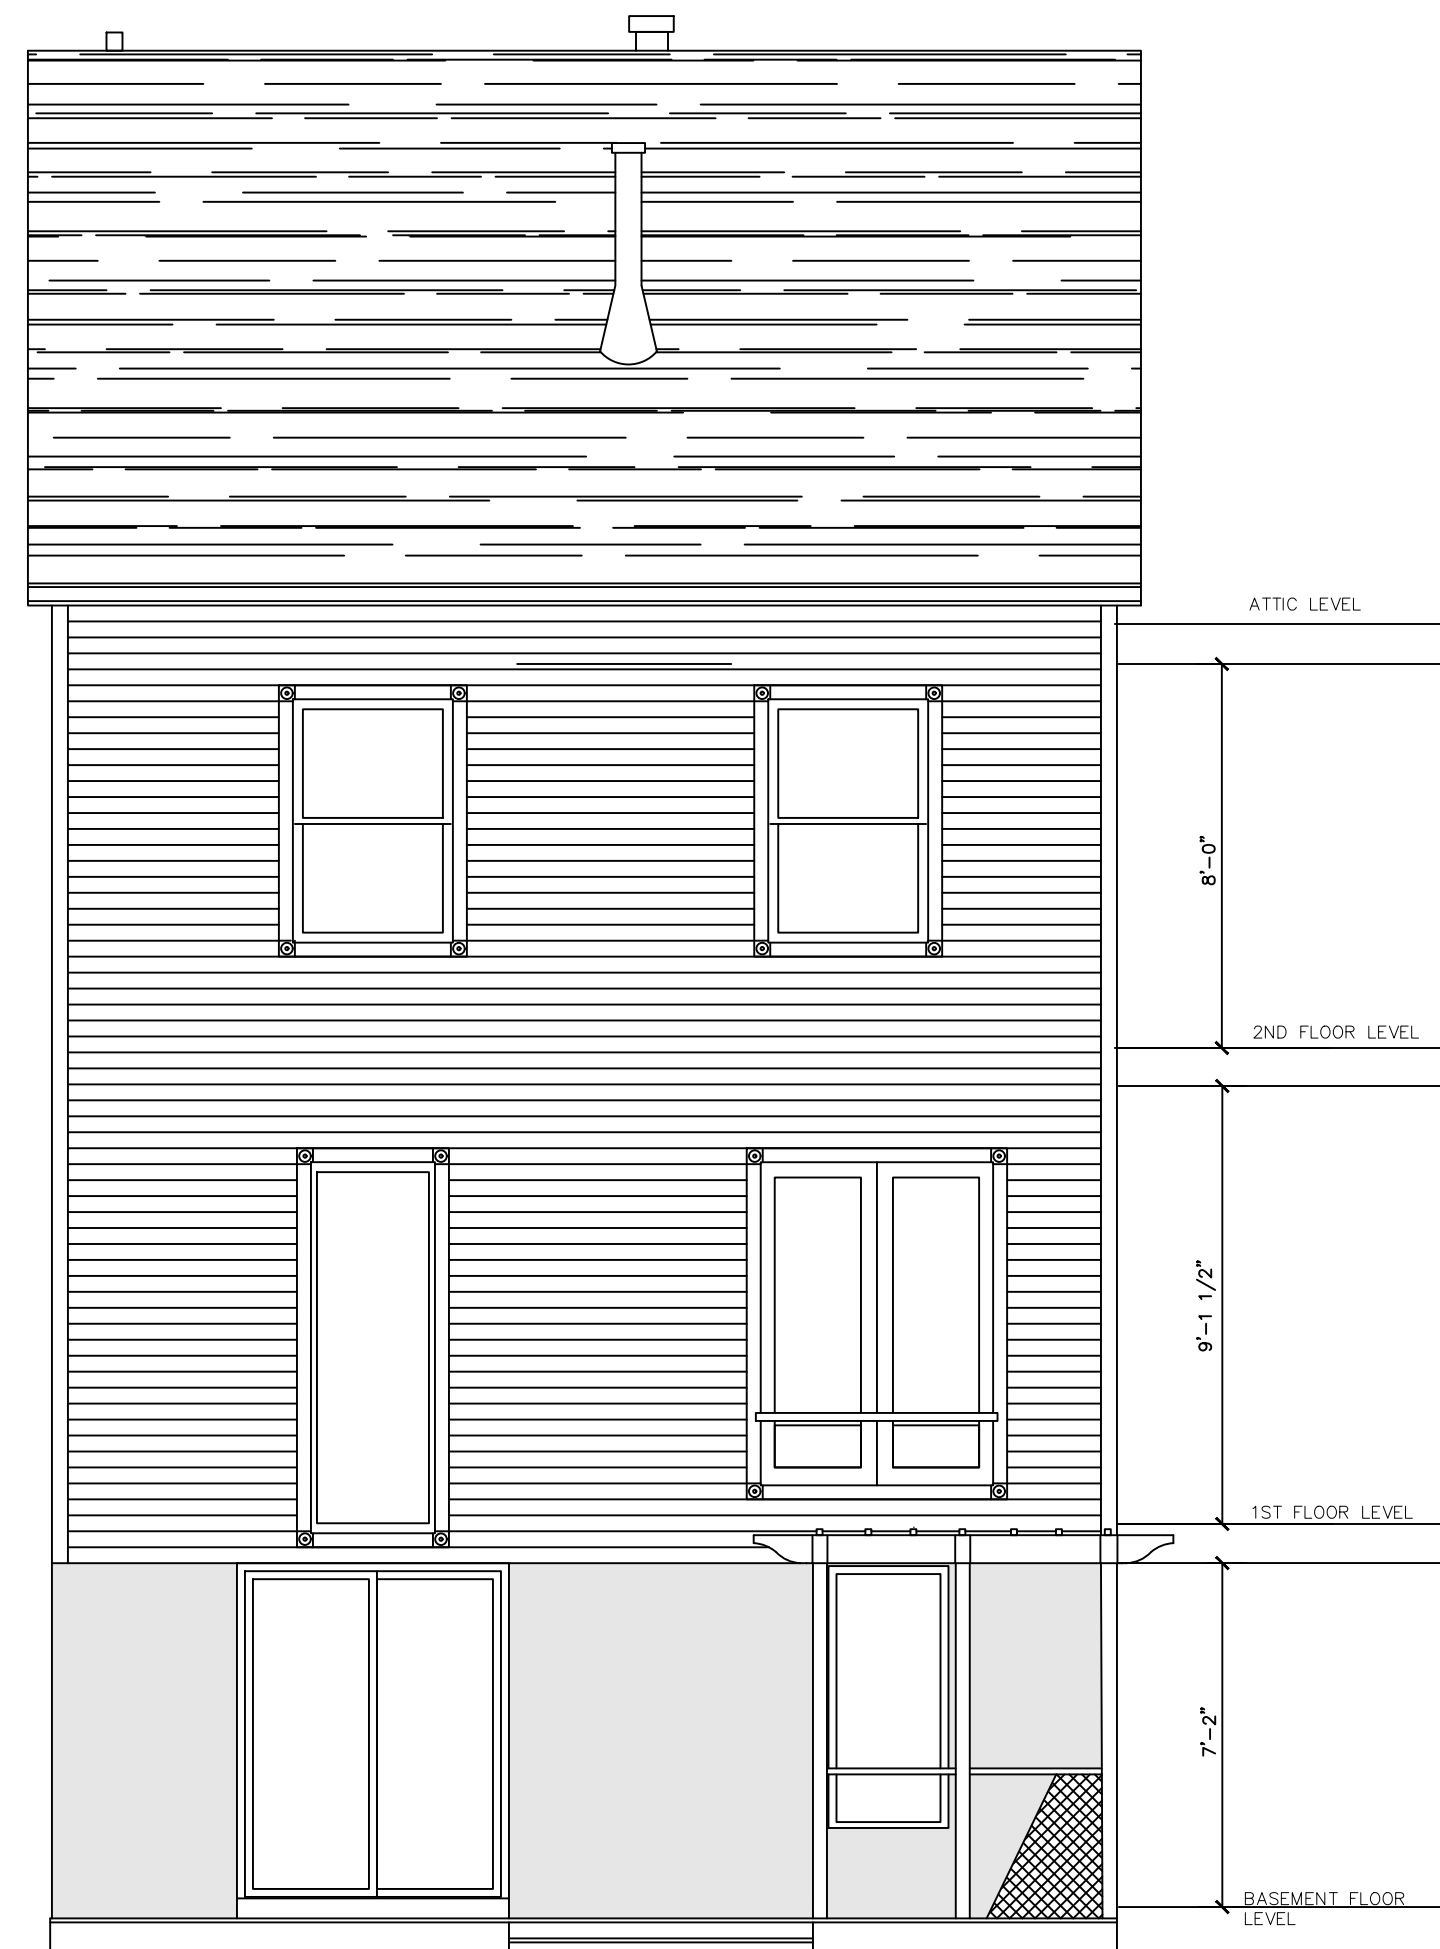 ATTIC LEVEL
8'-0"
2ND FLOOR LEVEL
9'-1 1/2"
1ST FLOOR LEVEL
7'-2"
BASEMENT FLOOR
LEVEL